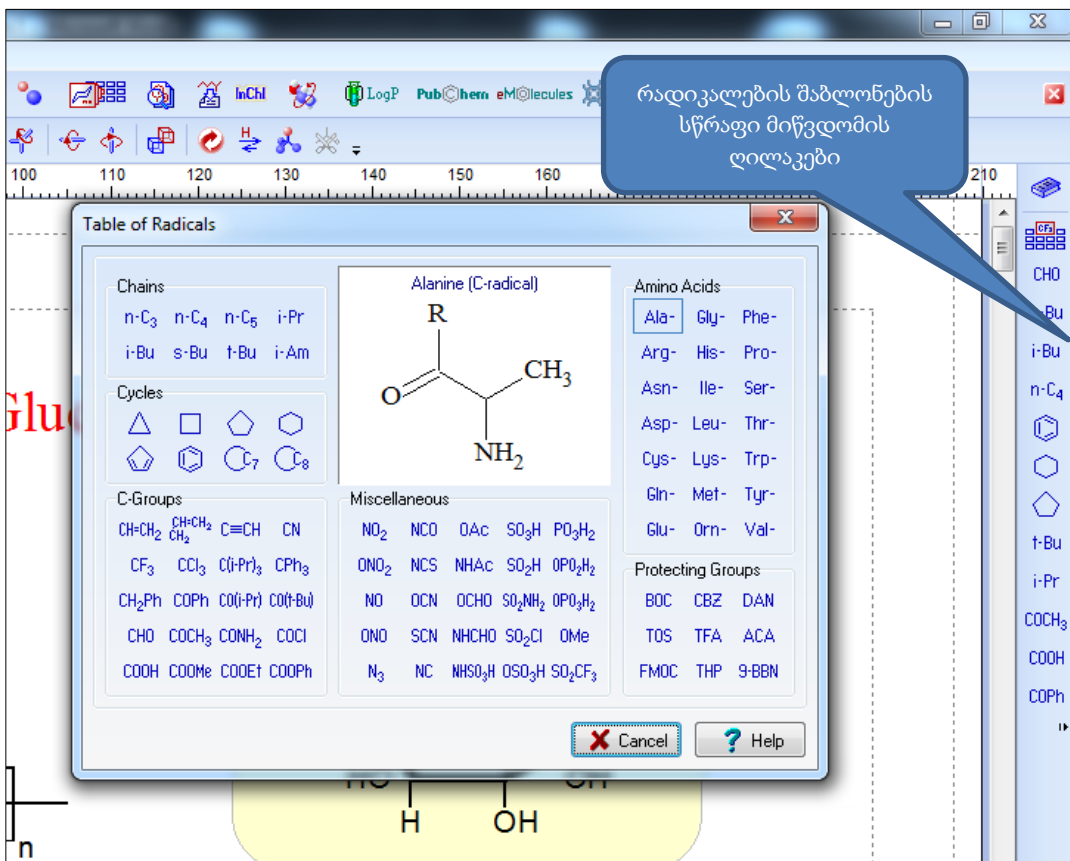 InChI
LogP
PubChem
eMolecules
რადიკალების შაბლონების
სწრაფი მიწვდომის
ღილაკები
H
100 110 120 130 140 150 160 210
Table of Radicals
Chains
n-C3 n-C4 n-C5 i-Pr
i-Bu s-Bu t-Bu i-Am
Cycles
C7 C8
C-Groups
CH=CH2 CH=CH2 CH2 C≡CH CN
CF3 CCl3 C(i-Pr)3 CPh3
CH2Ph COPh CO(i-Pr) CO(t-Bu)
CHO COCH3 CONH2 COCl
COOH COOMe COOEt COOPh
Alanine (C-radical)
R
CH3
O
NH2
Miscellaneous
NO2 NCO OAc SO3H PO3H2
ONO2 NCS NHAc SO2H OPO2H2
NO OCN OCHO SO2NH2 OPO3H2
ONO SCN NHCHO SO2Cl OMe
N3 NC NHSO3H OSO3H SO2CF3
Amino Acids
Ala- Gly- Phe-
Arg- His- Pro-
Asn- Ile- Ser-
Asp- Leu- Thr-
Cys- Lys- Trp-
Gln- Met- Tyr-
Glu- Orn- Val-
Protecting Groups
BOC CBZ DAN
TOS TFA ACA
FMOC THP 9-BBN
Cancel
? Help
CF3
CHO
Bu
i-Bu
n-C4
t-Bu
i-Pr
COCH3
COOH
COPh
Glu
H
OH
n